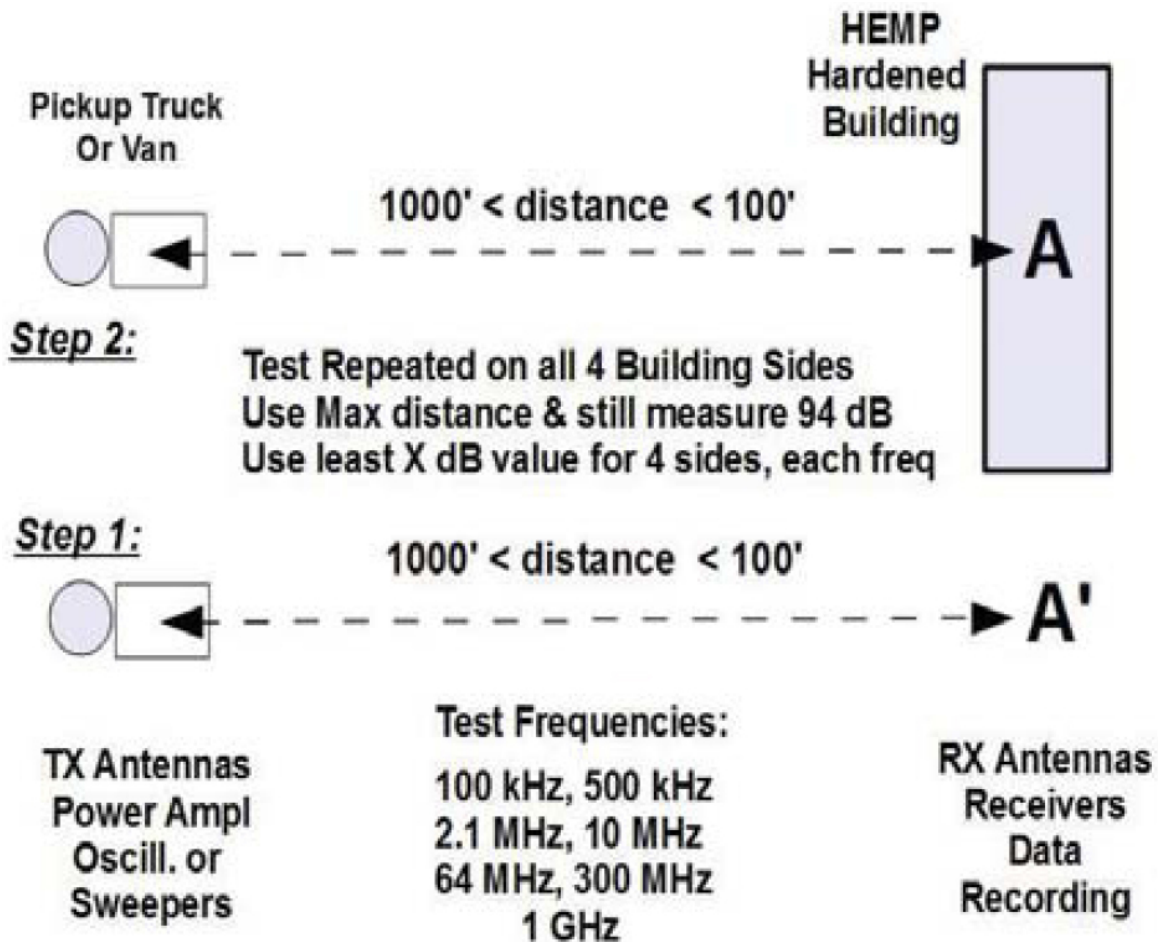 HEMP
Hardened
Building
Pickup Truck
Or Van
1000' < distance < 100'
A
Step 2:
Test Repeated on all 4 Building Sides
Use Max distance & still measure 94 dB
Use least X dB value for 4 sides, each freq
Step 1:
1000' < distance < 100'
A'
TX Antennas
Power Ampl
Oscill. or
Sweepers
Test Frequencies:
100 kHz, 500 kHz
2.1 MHz, 10 MHz
64 MHz, 300 MHz
1 GHz
RX Antennas
Receivers
Data
Recording